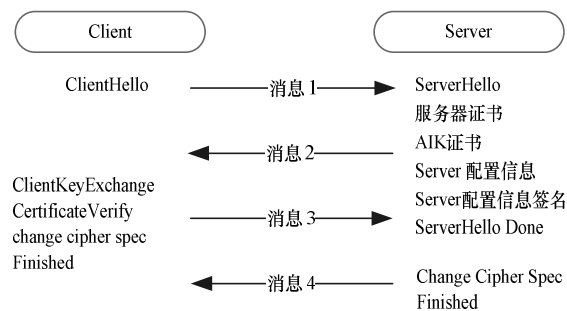 Client
Server
ClientHello
消息1
ServerHello
服务器证书
消息2
AIK证书
Server 配置信息
Server配置信息签名
ServerHello Done
ClientKeyExchange
CertificateVerify
change cipher spec
Finished
消息3
消息4
Change Cipher Spec
Finished